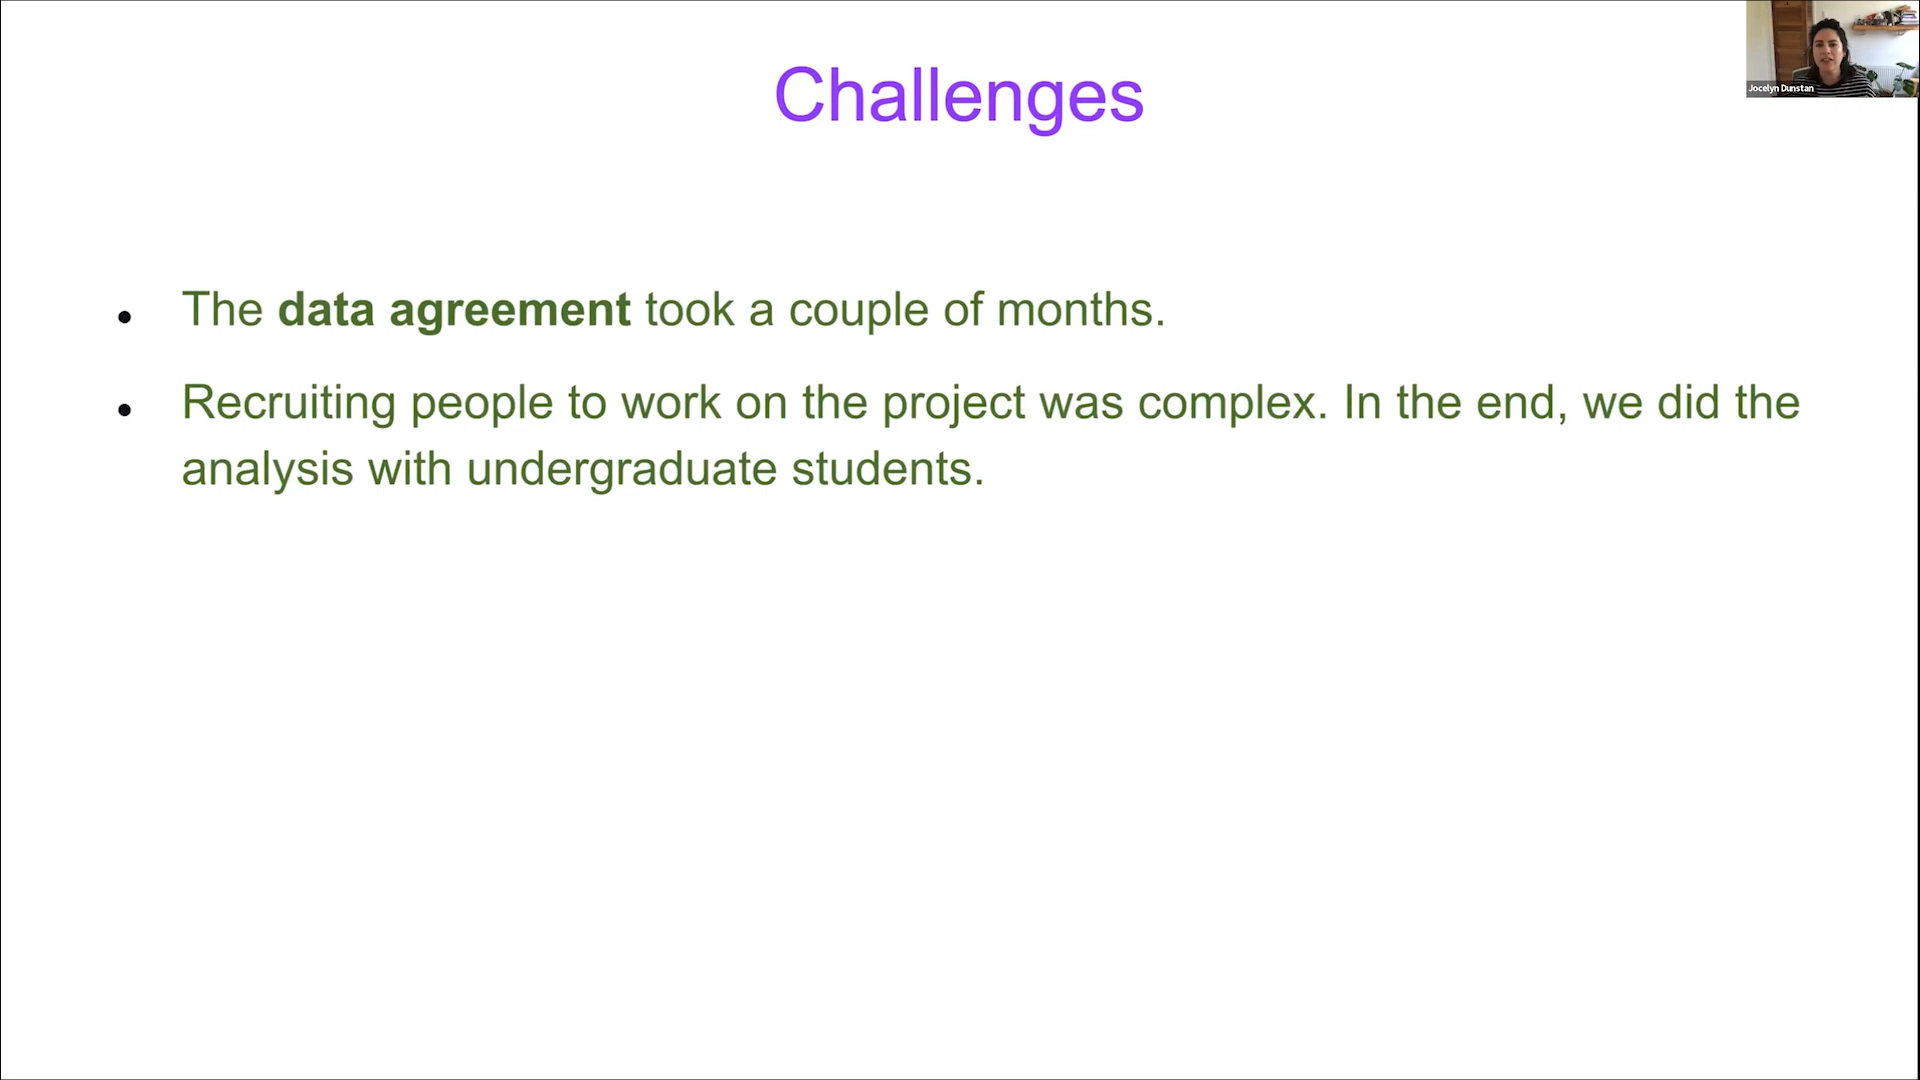 Challenges
Jocelyn Dunstan
• The data agreement took a couple of months.
• Recruiting people to work on the project was complex. In the end, we did the
analysis with undergraduate students.